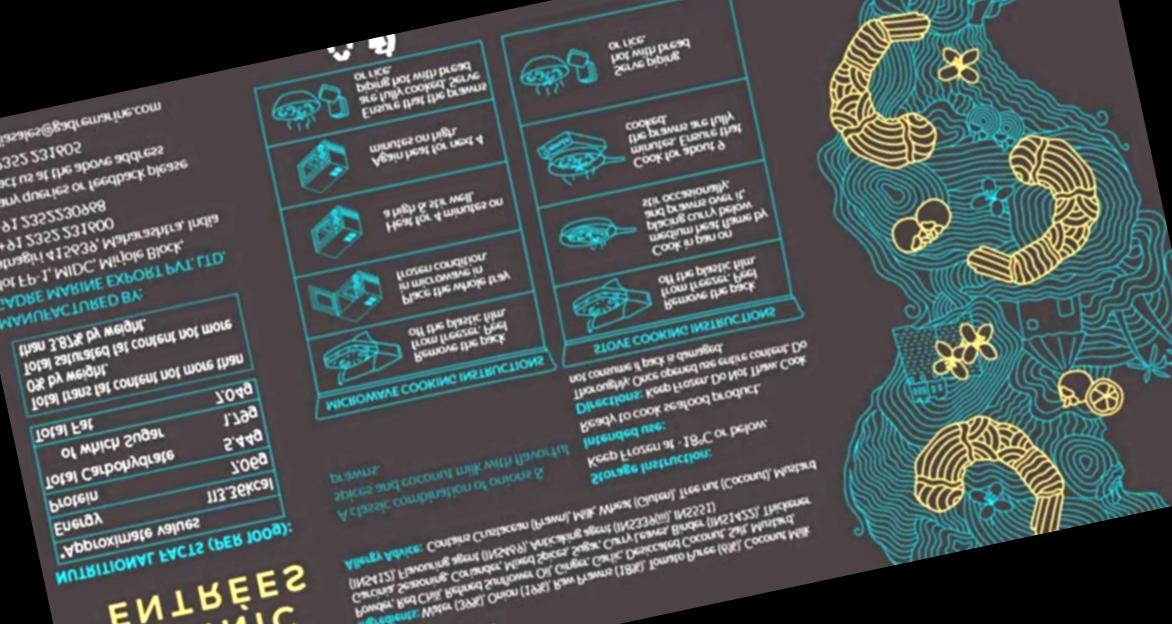 ENTRÉES
NUTRITIONAL FACTS (PER 100g):
*Approximate values
Energy 113.36kcal
Protein 7.06g
Total Carbohydrate 5.44g
of which Sugar 1.79g
Total Fat 7.04g
Total trans fat content not more than
0% by weight.
Total saturated fat content not more
than 3.87% by weight.
MANUFACTURED BY:
GADRE MARINE EXPORT PVT. LTD.
FP-1, MIDC, Mirjole Block,
415639, Maharashtra, India
+91 2352 231600
91 2352230968
any queries or feedback please
us at the above address
2352 231605
@gadremarine.com
Water (39%), Onion (19%), Raw Prawns (18%), Tomato Puree (6%), Coconut Milk
Powder, Red Chili, Refined Sunflower Oil, Ginger, Garlic, Desiccated Coconut, Salt, Mustard,
Garcinia, Seasoning, Coriander, Mixed Spices, Sugar, Curry Leaves, Binder (INS1422), Thickener
(INS412), Flavouring agent (INS469), Anticaking agent (INS339(iii), INS551)
Allergy Advice: Contains Crustacean (Prawn), Milk, Wheat (Gluten), Tree nut (Coconut), Mustard
A classic combination of onions &
spices and coconut milk with flavorful
prawns.
Storage Instruction:
Keep Frozen at -18°C or below.
Intended use:
Ready to cook seafood product.
Directions: Keep Frozen. Do Not Thaw. Cook
Thoroughly. Once opened use entire content. Do
not consume if pack is damaged.
MICROWAVE COOKING INSTRUCTIONS
Remove the pack
from freezer. Peel
off the plastic film.
Place the whole tray
in microwave in
frozen condition.
Heat for 4 minutes on
a high & stir well.
Again heat for next 4
minutes on high.
Ensure that the prawns
are fully cooked. Serve
piping hot with bread
or rice.
STOVE COOKING INSTRUCTIONS
Remove the pack
from freezer. Peel
off the plastic film.
Cook in pan on
medium heat flame by
placing curry below
and prawns over it,
stir occasionally.
Cook for about 9
minutes. Ensure that
the prawns are fully
cooked.
Serve piping
hot with bread
or rice.